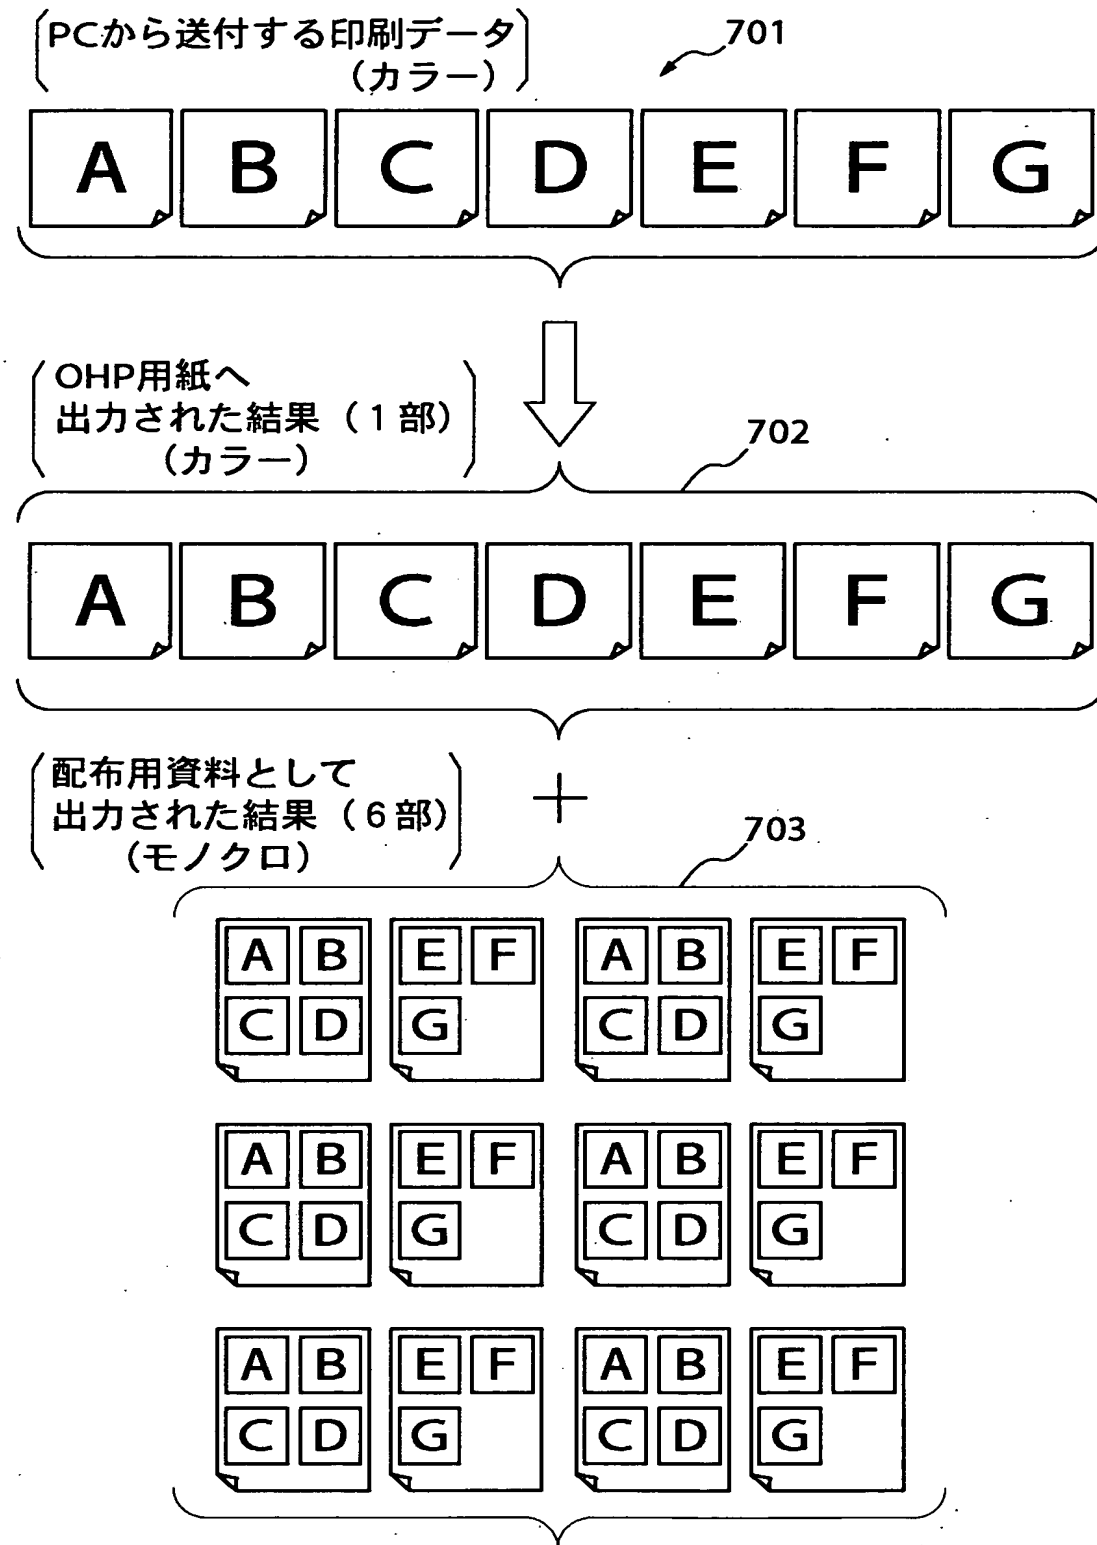 PCから送付する印刷データ
(カラー)
701
A B C D E F G
OHP用紙へ
出力された結果（1部）
(カラー)
702
A B C D E F G
配布用資料として
出力された結果（6部）
(モノクロ)
703
A B E F A B E F
C D G C D G
A B E F A B E F
C D G C D G
A B E F A B E F
C D G C D G